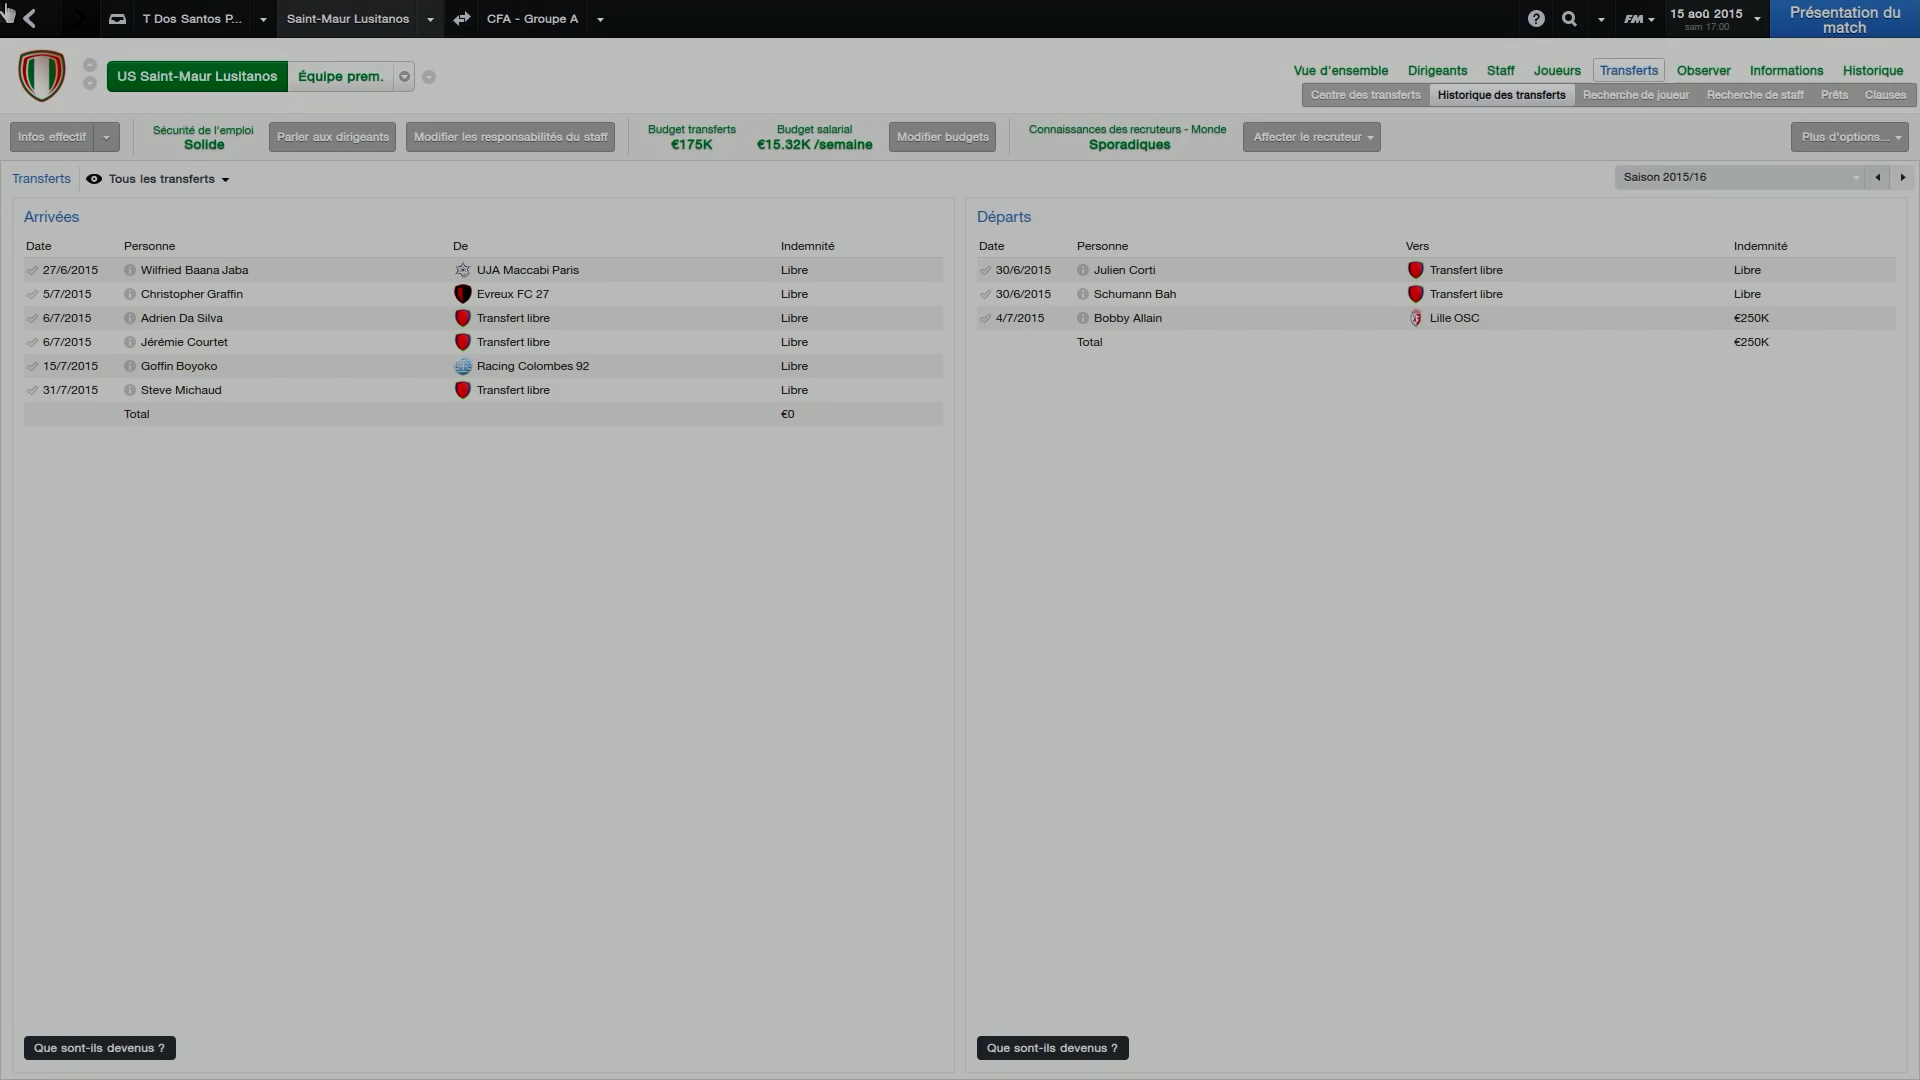 T Dos Santos P... Saint-Maur Lusitanos CFA - Groupe A ? FM 15 aoû 2015 Présentation du
sam 17:00 match
US Saint-Maur Lusitanos Équipe prem. Vue d'ensemble Dirigeants Staff Joueurs Transferts Observer Informations Historique
Centre des transferts Historique des transferts Recherche de joueur Recherche de staff Prêts Clauses
Infos effectif Sécurité de l'emploi Parler aux dirigeants Modifier les responsabilités du staff Budget transferts Budget salarial Modifier budgets Connaissances des recruteurs - Monde Affecter le recruteur Plus d'options...
Solide €175K €15.32K /semaine Sporadiques
Transferts Tous les transferts Saison 2015/16
Arrivées
Date Personne De Indemnité
27/6/2015 Wilfried Baana Jaba UJA Maccabi Paris Libre
5/7/2015 Christopher Graffin Evreux FC 27 Libre
6/7/2015 Adrien Da Silva Transfert libre Libre
6/7/2015 Jérémie Courtet Transfert libre Libre
15/7/2015 Goffin Boyoko Racing Colombes 92 Libre
31/7/2015 Steve Michaud Transfert libre Libre
Total €0
Que sont-ils devenus ?
Départs
Date Personne Vers Indemnité
30/6/2015 Julien Corti Transfert libre Libre
30/6/2015 Schumann Bah Transfert libre Libre
4/7/2015 Bobby Allain Lille OSC €250K
Total €250K
Que sont-ils devenus ?